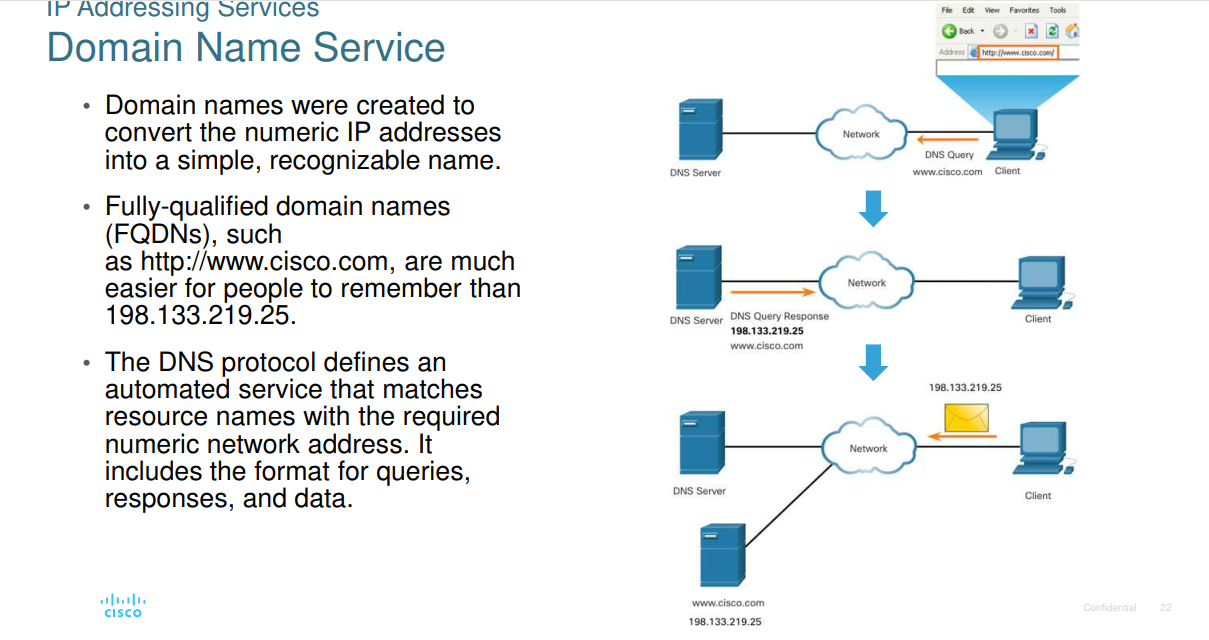 IP Addressing Services
Domain Name Service
• Domain names were created to
convert the numeric IP addresses
into a simple, recognizable name.
• Fully-qualified domain names
(FQDNs), such
as http://www.cisco.com, are much
easier for people to remember than
198.133.219.25.
• The DNS protocol defines an
automated service that matches
resource names with the required
numeric network address. It
includes the format for queries,
responses, and data.
File Edit View Favorites Tools
Back
Address http://www.cisco.com/
Network
DNS Query
www.cisco.com
DNS Server
Client
Network
DNS Server
DNS Query Response
198.133.219.25
www.cisco.com
Client
198.133.219.25
Network
DNS Server
Client
www.cisco.com
198.133.219.25
CISCO
Confidential 22